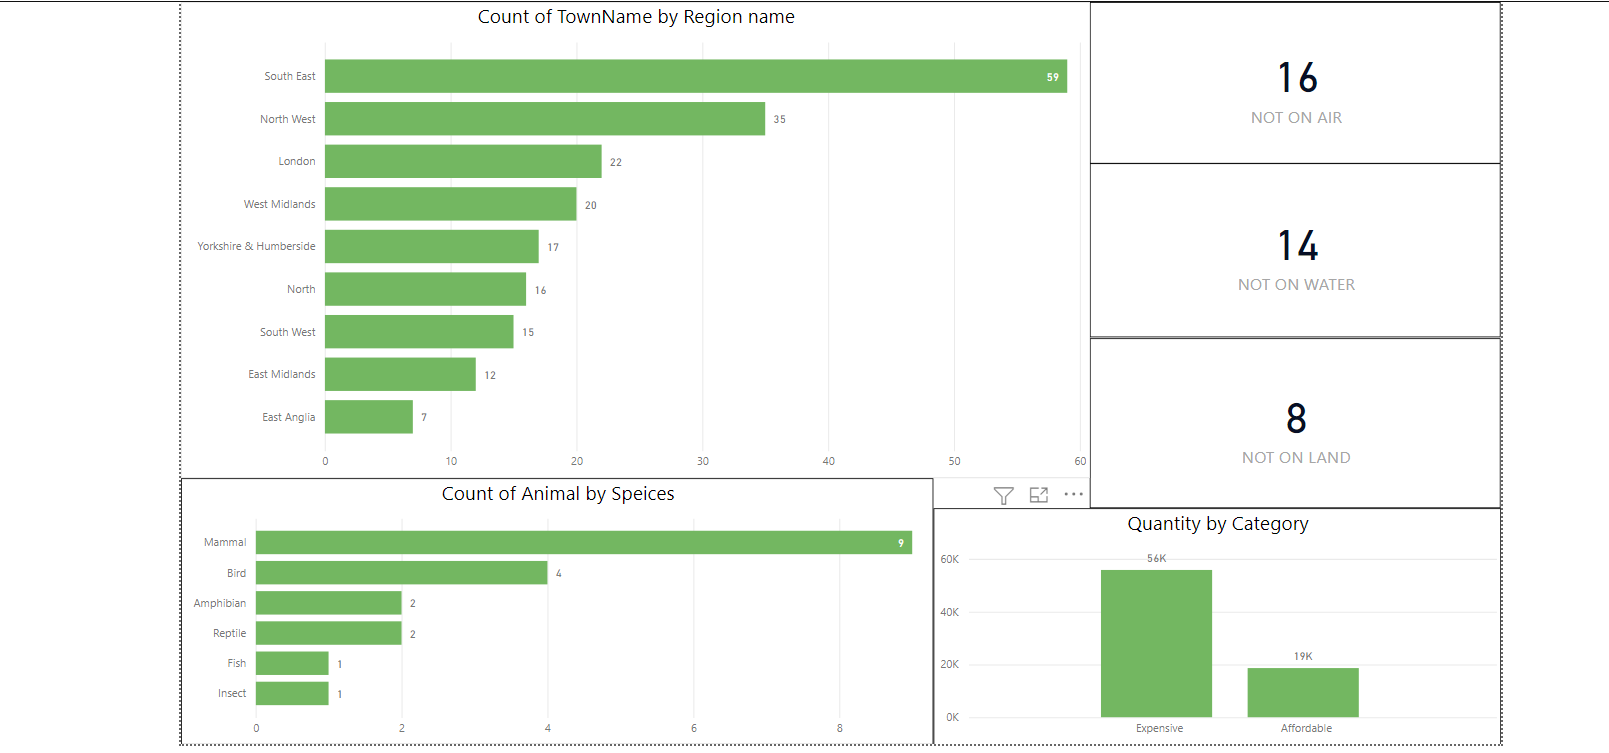 Count of TownName by Region name
South East
59
North West
35
London
22
West Midlands
20
Yorkshire & Humberside
17
North
16
South West
15
East Midlands
12
East Anglia
7
0 10 20 30 40 50 60
16
NOT ON AIR
14
NOT ON WATER
8
NOT ON LAND
Count of Animal by Speices
Mammal
9
Bird
4
Amphibian
2
Reptile
2
Fish
1
Insect
1
0 2 4 6 8
Quantity by Category
60K
40K
20K
0K
56K
19K
Expensive Affordable